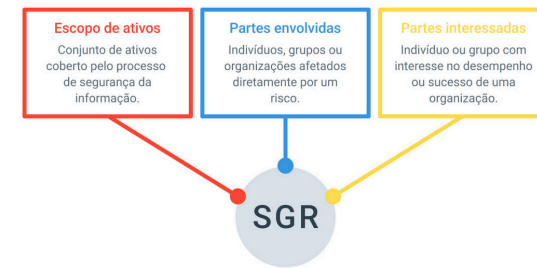 Escopo de ativos
Conjunto de ativos
coberto pelo processo
de segurança da
informação.
Partes envolvidas
Indivíduos, grupos ou
organizações afetados
diretamente por um
risco.
Partes interessadas
Indivíduo ou grupo com
interesse no desempenho
ou sucesso de uma
organização.
SGR